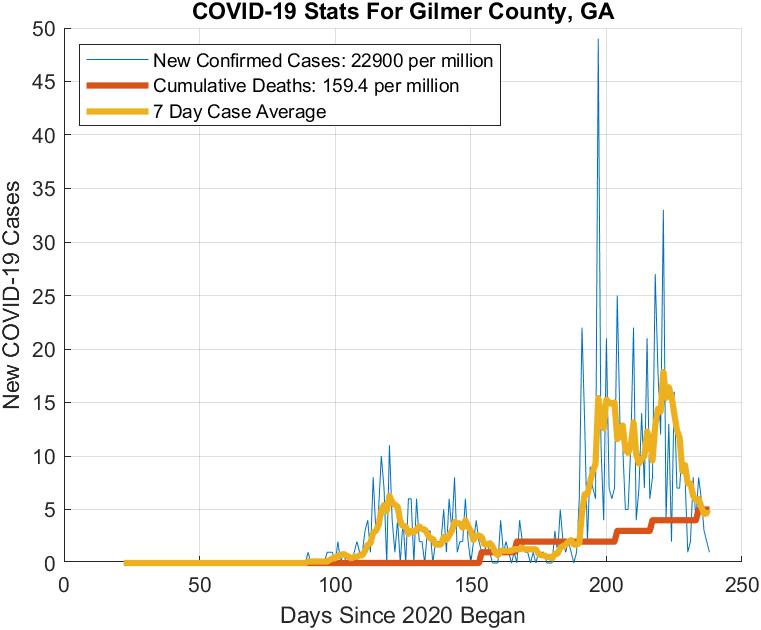 COVID-19 Stats For Gilmer County, GA
50
45
40
35
30
25
20
15
10
5
0
New COVID-19 Cases
New Confirmed Cases: 22900 per million
Cumulative Deaths: 159.4 per million
7 Day Case Average
0 50 100 150 200 250
Days Since 2020 Began